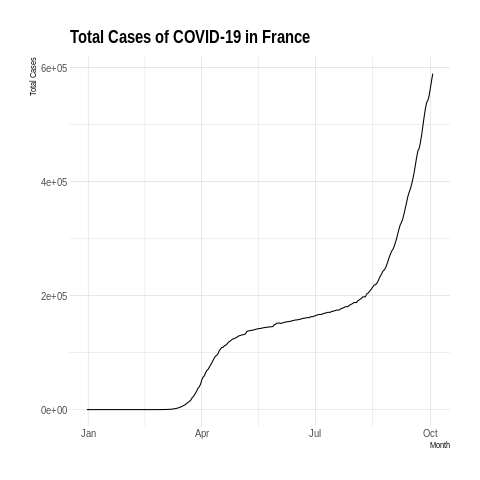 Total Cases of COVID-19 in France
Total Cases
6e+05
4e+05
2e+05
0e+00
Jan Apr Jul Oct
Month